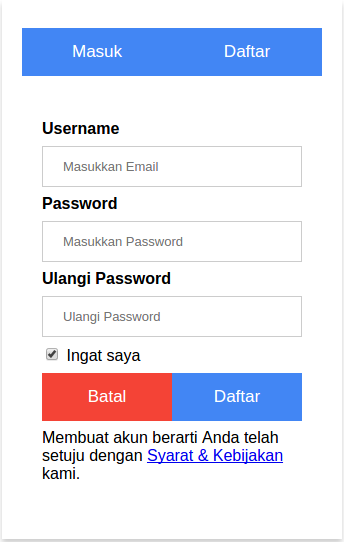 Masuk Daftar
Username
Masukkan Email
Password
Masukkan Password
Ulangi Password
Ulangi Password
Ingat saya
Batal Daftar
Membuat akun berarti Anda telah
setuju dengan Syarat & Kebijakan
kami.